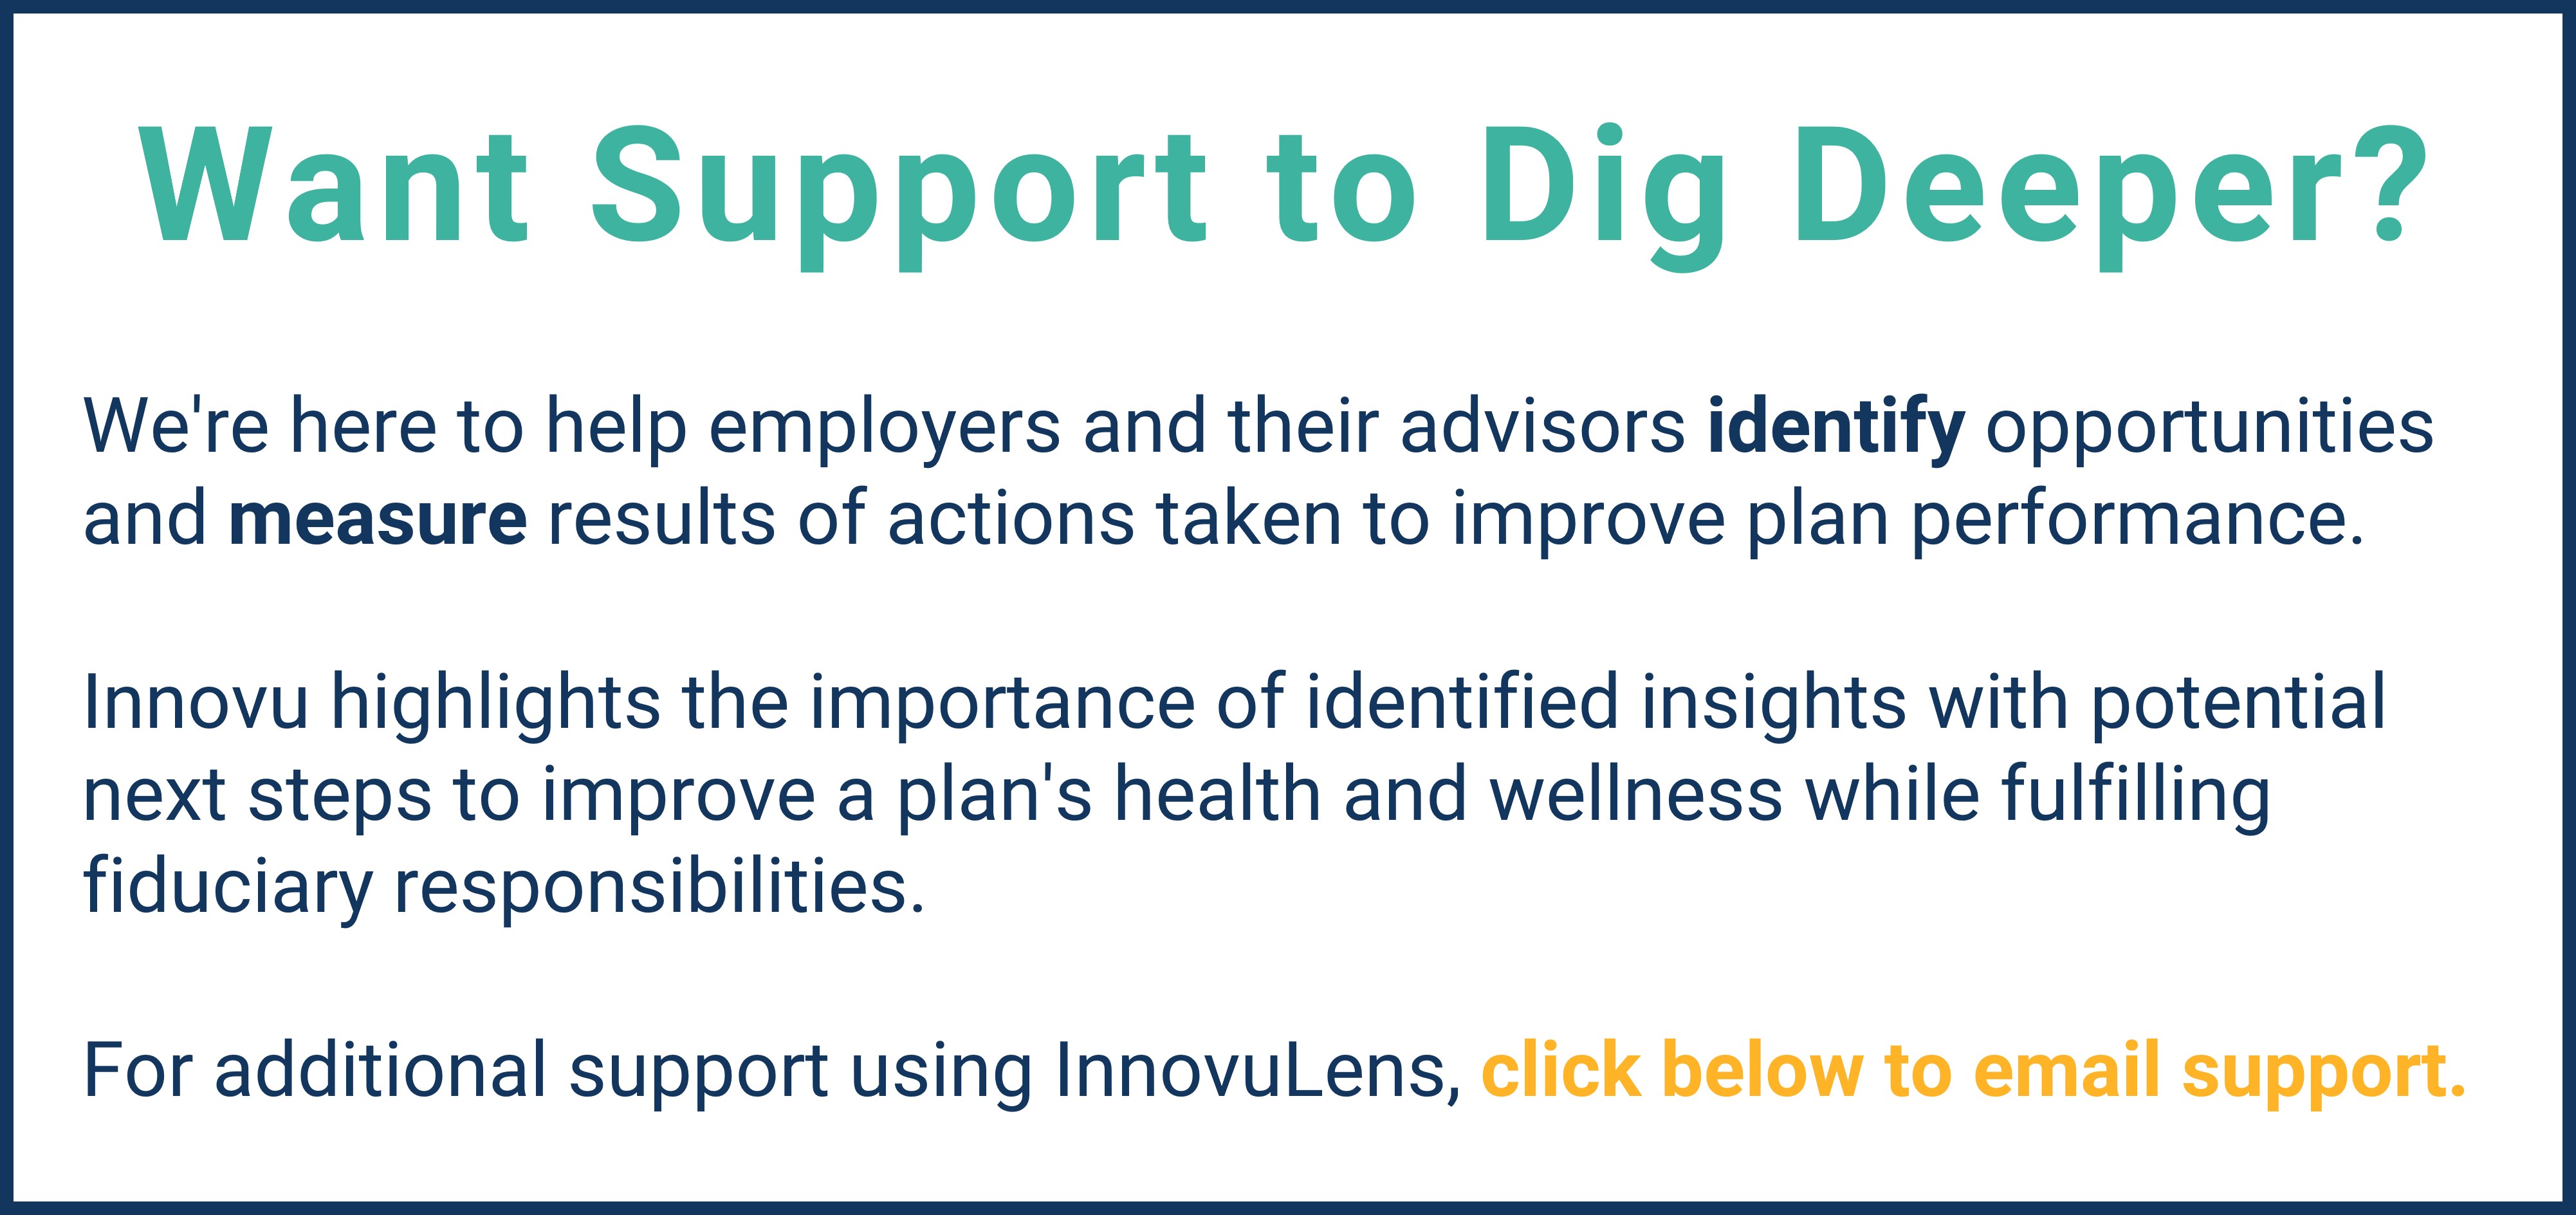 Want Support to Dig Deeper?
We're here to help employers and their advisors identify opportunities
and measure results of actions taken to improve plan performance.
Innovu highlights the importance of identified insights with potential
next steps to improve a plan's health and wellness while fulfilling
fiduciary responsibilities.
For additional support using InnovuLens, click below to email support.